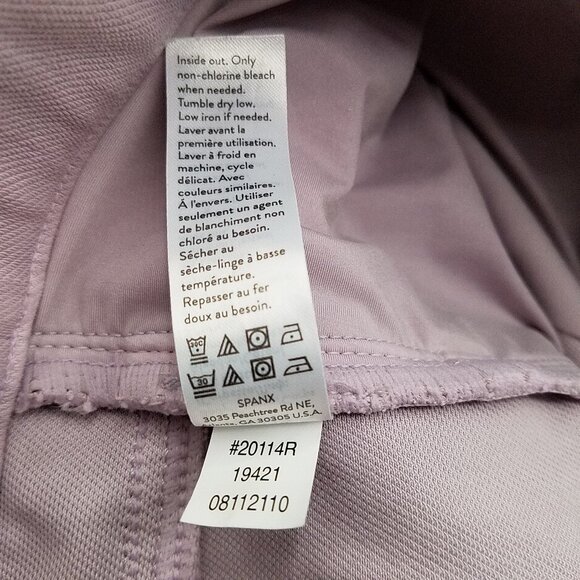 Inside out. Only
non-chlorine bleach
when needed.
Tumble dry low.
Low iron if needed.
Laver avant la
première utilisation.
Laver à froid en
machine, cycle
délicat. Avec
couleurs similaires.
À l'envers. Utiliser
seulement un agent
de blanchiment non
chloré au besoin.
Sécher au
sèche-linge à basse
température.
Repasser au fer
doux au besoin.
30C
30
SPANX
3035 Peachtree Rd NE,
Atlanta, GA 30305 U.S.A.
#20114R
19421
08112110